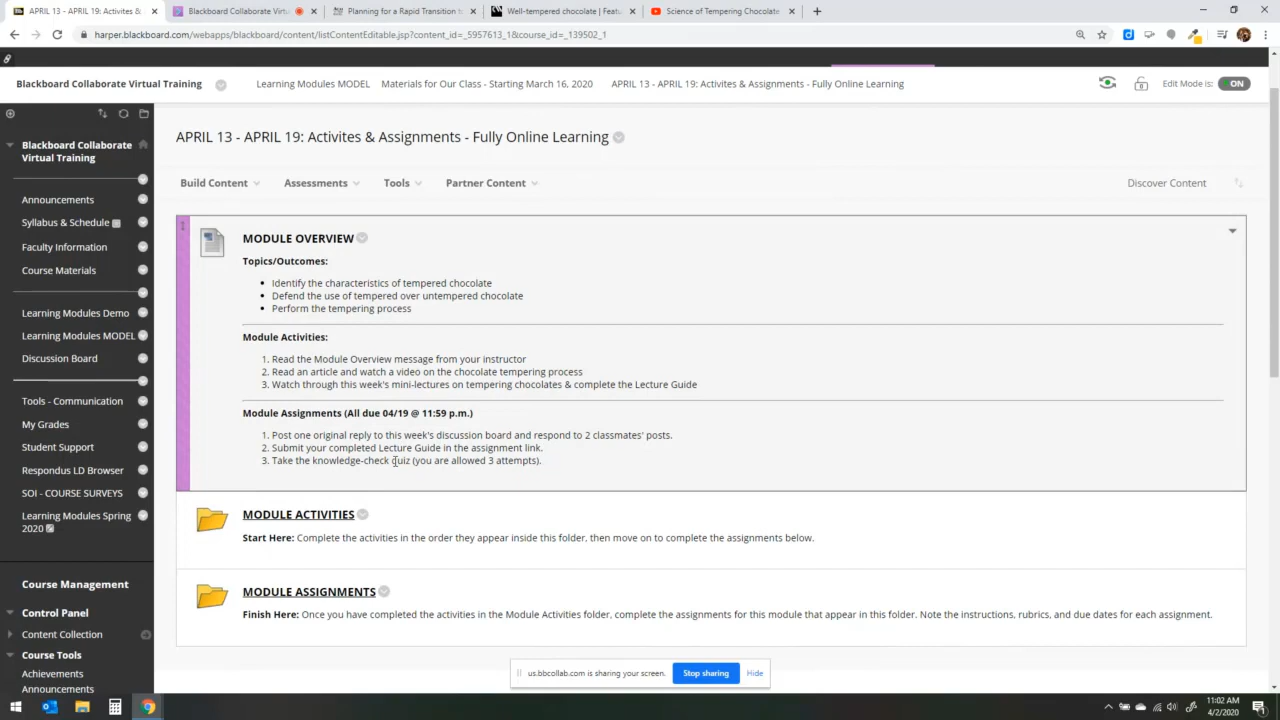 APRIL 13 - APRIL 19: Activites &
Blackboard Collaborate Virtu
Planning for a Rapid Transition t
Well-tempered chocolate | Featu
Science of Tempering Chocolate
harper.blackboard.com/webapps/blackboard/content/listContentEditable.jsp?content_id=_5957613_1&course_id=_139502_1
Blackboard Collaborate Virtual Training
Learning Modules MODEL
Materials for Our Class - Starting March 16, 2020
APRIL 13 - APRIL 19: Activites & Assignments - Fully Online Learning
Edit Mode is:
ON
Blackboard Collaborate
Virtual Training
Announcements
Syllabus & Schedule
Faculty Information
Course Materials
Learning Modules Demo
Learning Modules MODEL
Discussion Board
Tools - Communication
My Grades
Student Support
Respondus LD Browser
SOI - COURSE SURVEYS
Learning Modules Spring
2020
Course Management
Control Panel
Content Collection
Course Tools
Achievements
Announcements
APRIL 13 - APRIL 19: Activites & Assignments - Fully Online Learning
Build Content
Assessments
Tools
Partner Content
Discover Content
MODULE OVERVIEW
Topics/Outcomes:
• Identify the characteristics of tempered chocolate
• Defend the use of tempered over untempered chocolate
• Perform the tempering process
Module Activities:
1. Read the Module Overview message from your instructor
2. Read an article and watch a video on the chocolate tempering process
3. Watch through this week's mini-lectures on tempering chocolates & complete the Lecture Guide
Module Assignments (All due 04/19 @ 11:59 p.m.)
1. Post one original reply to this week's discussion board and respond to 2 classmates' posts.
2. Submit your completed Lecture Guide in the assignment link.
3. Take the knowledge-check quiz (you are allowed 3 attempts).
MODULE ACTIVITIES
Start Here: Complete the activities in the order they appear inside this folder, then move on to complete the assignments below.
MODULE ASSIGNMENTS
Finish Here: Once you have completed the activities in the Module Activities folder, complete the assignments for this module that appear in this folder. Note the instructions, rubrics, and due dates for each assignment.
us.bbcollab.com is sharing your screen.
Stop sharing
Hide
11:02 AM
4/2/2020